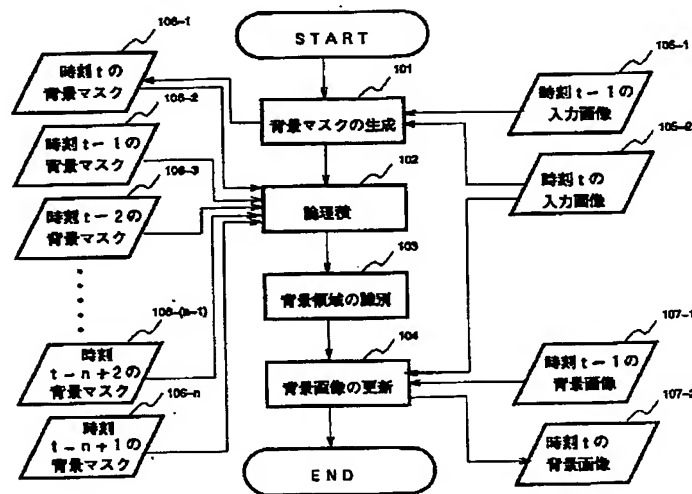 START
106-1
時刻tの
背景マスク
106-2
時刻t-1の
背景マスク
106-3
時刻t-2の
背景マスク
106-(n-1)
時刻
t-n+2の
背景マスク
106-n
時刻
t-n+1の
背景マスク
101
背景マスクの生成
102
論理積
103
背景領域の識別
104
背景画像の更新
END
105-1
時刻t-1の
入力画像
105-2
時刻tの
入力画像
107-1
時刻t-1の
背景画像
107-2
時刻tの
背景画像